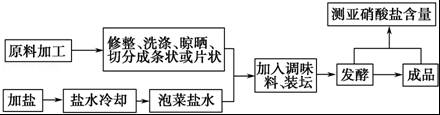 测亚硝酸盐含量
原料加工
修整、洗涤、晾晒、
切分成条状或片状
加入调味
料、装坛
发酵
成品
加盐
盐水冷却
泡菜盐水